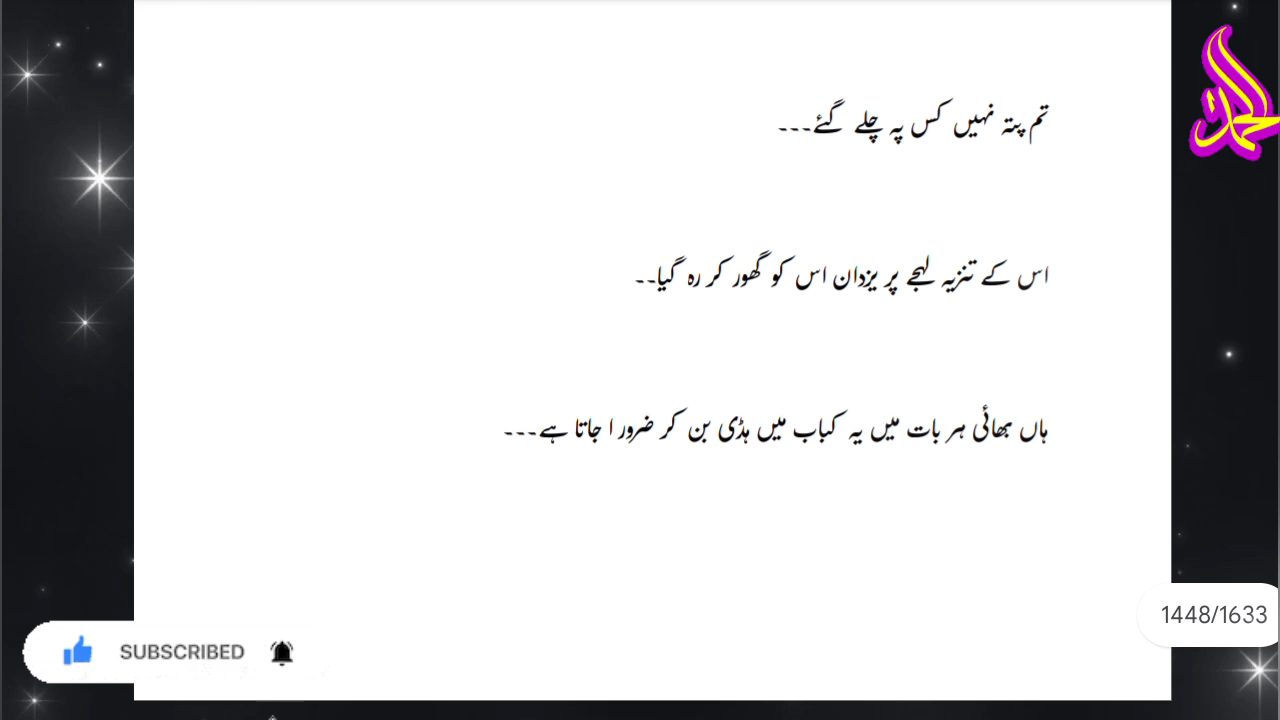 تم پتہ نہیں کس پہ چلے گئے۔۔۔
اس کے تنزیہ لہجے پر یزدان اس کو گھور کر رہ گیا۔۔
ہاں بھائی ہر بات میں یہ کباب میں ہڈی بن کر ضرور ا جاتا ہے۔۔۔
الحمدللہ
1448/1633
SUBSCRIBED